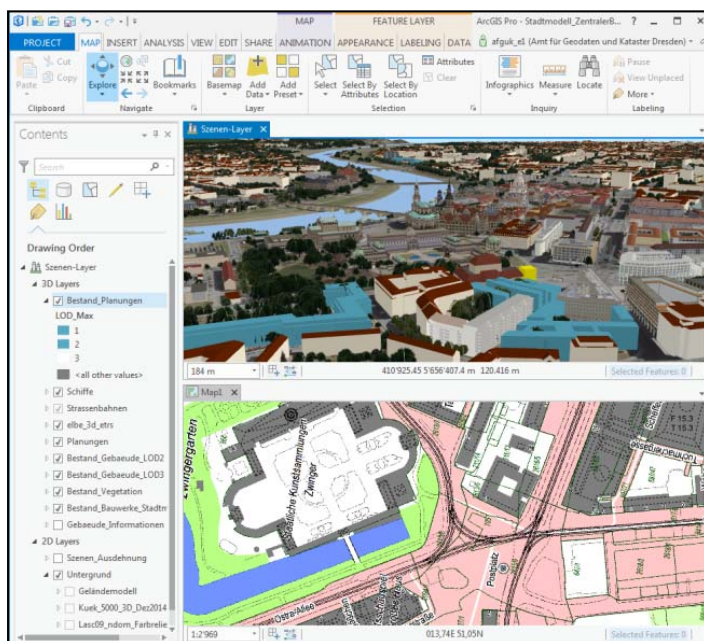 MAP FEATURE LAYER ArcGIS Pro - Stadtmodell_ZentralerB...
PROJECT MAP INSERT ANALYSIS VIEW EDIT SHARE ANIMATION APPEARANCE LABELING DATA afguk_e1 (Amt für Geodaten und Kataster Dresden)
Paste Cut Copy
Explore Bookmarks
Basemap Add Data Add Preset
Select Select By Attributes Select By Location Attributes Clear
Infographics Measure Locate
Pause View Unplaced More
Clipboard Navigate Layer Selection Inquiry Labeling
Contents
Search
Drawing Order
Szenen-Layer
3D Layers
Bestand_Planungen
LOD_Max
1
2
3
<all other values>
Schiffe
Strassenbahnen
elbe_3d_etrs
Planungen
Bestand_Gebaeude_LOD2
Bestand_Gebaeude_LOD3
Bestand_Vegetation
Bestand_Bauwerke_Stadtm
Gebaeude_Informationen
2D Layers
Szenen_Ausdehnung
Untergrund
Geländemodell
Kuek_5000_3D_Dez2014
Lasc09_ndom_Farbrelie
Szenen-Layer
184 m 410'925.45 5'656'407.4 m 120.416 m Selected Features: 0
Map1
Zwingergarten
Staatliche Kunstsammlungen
Zwinger
F 15.3
T 15.3
Postplatz
Ostra-Allee
1:2'969 013,74E 51,05N Selected Features: 0